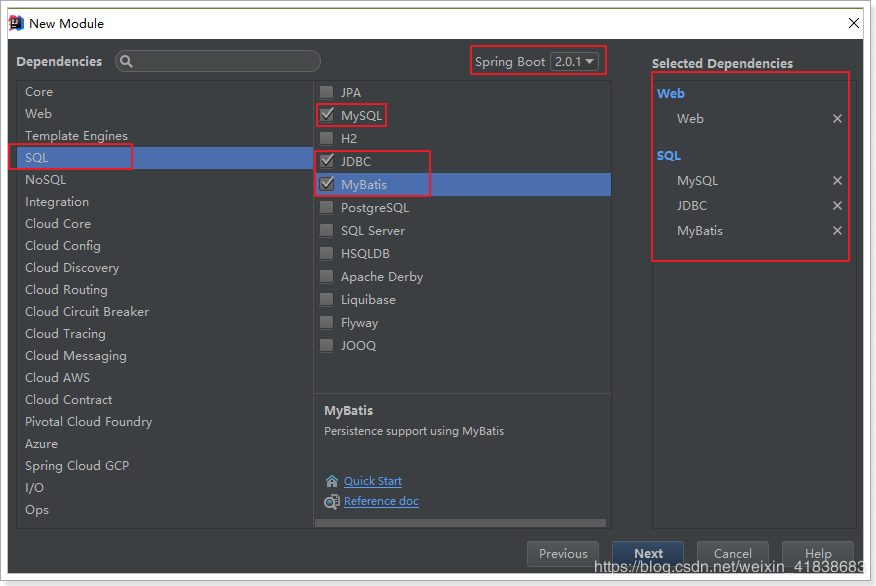 New Module
Dependencies
Spring Boot 2.0.1
Selected Dependencies
Core
Web
Template Engines
SQL
NoSQL
Integration
Cloud Core
Cloud Config
Cloud Discovery
Cloud Routing
Cloud Circuit Breaker
Cloud Tracing
Cloud Messaging
Cloud AWS
Cloud Contract
Pivotal Cloud Foundry
Azure
Spring Cloud GCP
I/O
Ops
JPA
MySQL
H2
JDBC
MyBatis
PostgreSQL
SQL Server
HSQLDB
Apache Derby
Liquibase
Flyway
JOOQ
MyBatis
Persistence support using MyBatis
Quick Start
Reference doc
Web
Web
SQL
MySQL
JDBC
MyBatis
Previous
Next
Cancel
Help
https://blog.csdn.net/weixin_41838683